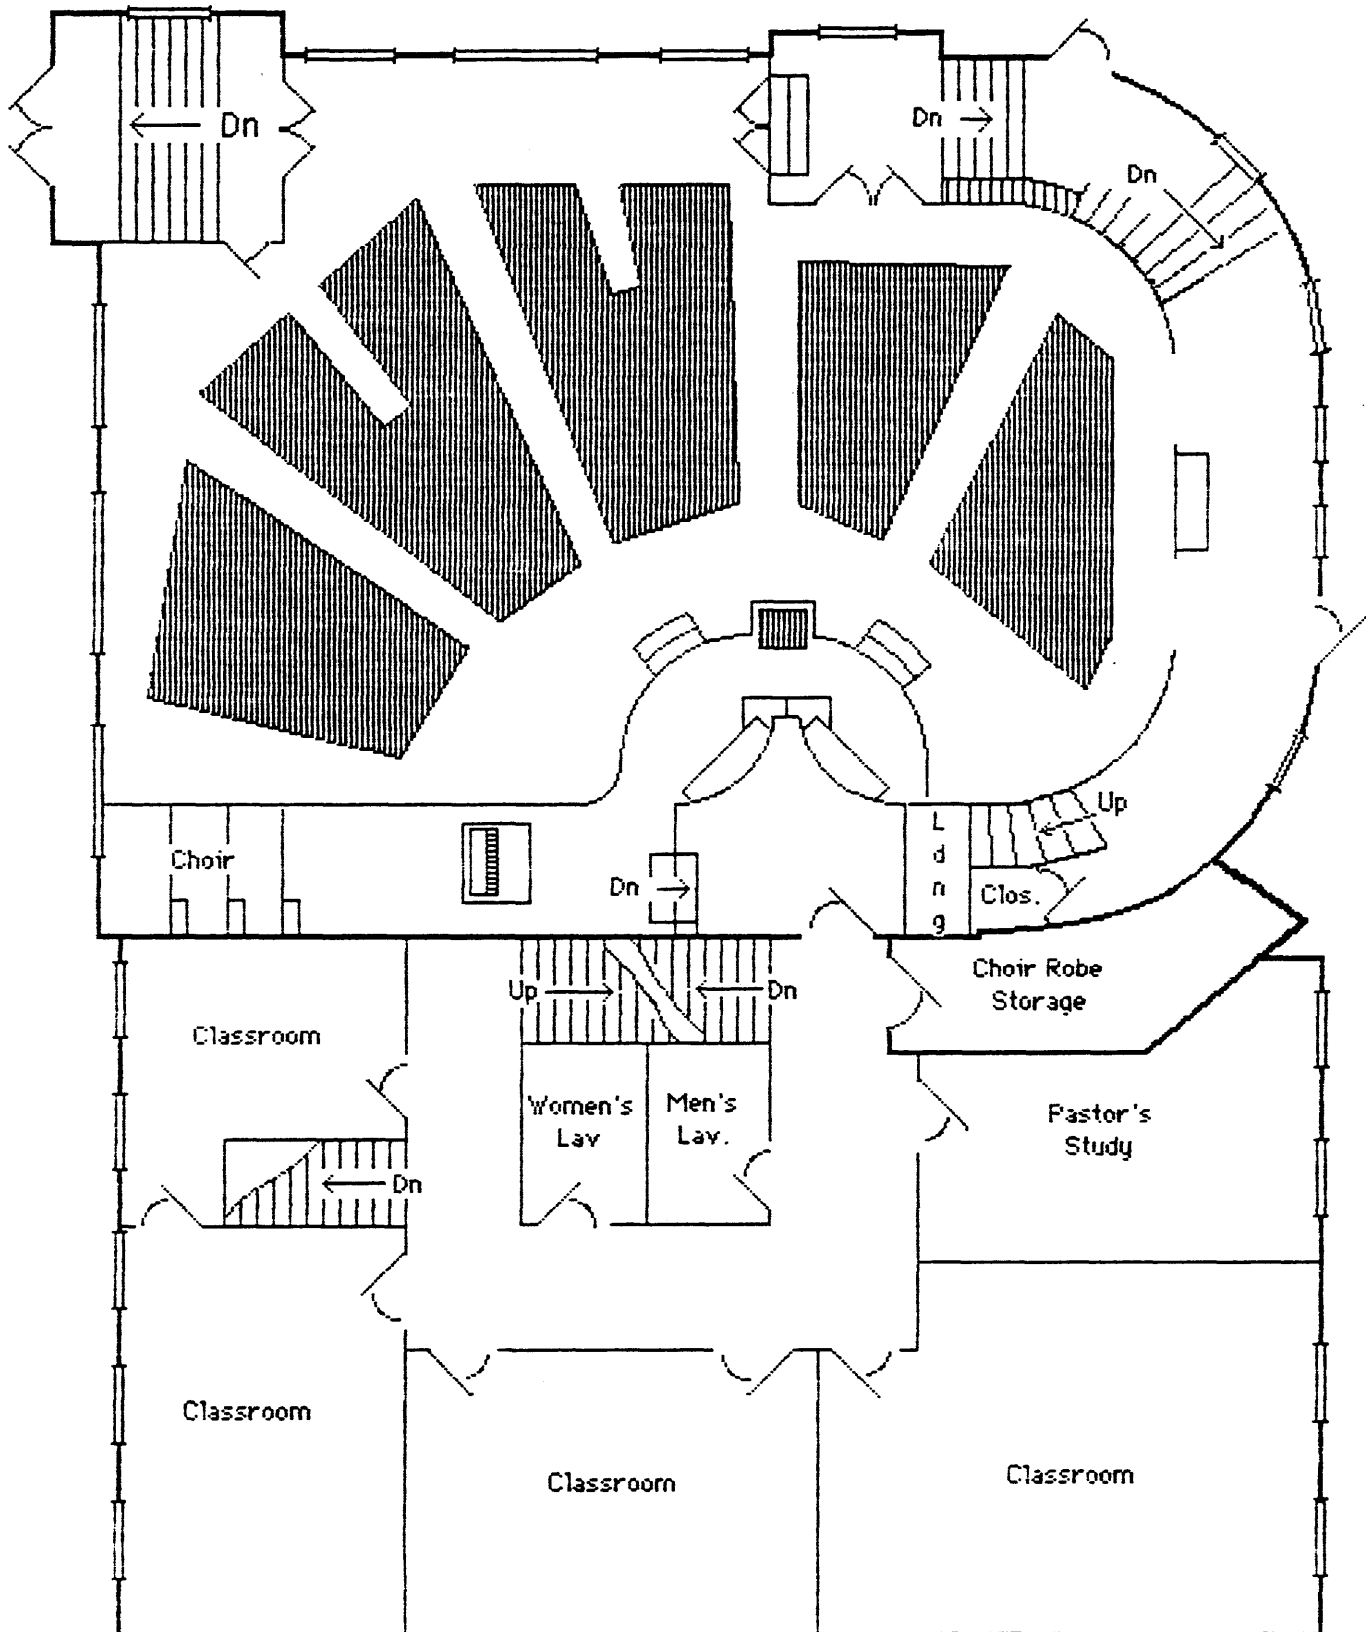 Dn
Dn
Dn
Up
Choir
L
d
n
g
Dn
Clos.
Choir Robe
Storage
Up
Dn
Classroom
Women's
Lav
Men's
Lav.
Pastor's
Study
Dn
Classroom
Classroom
Classroom